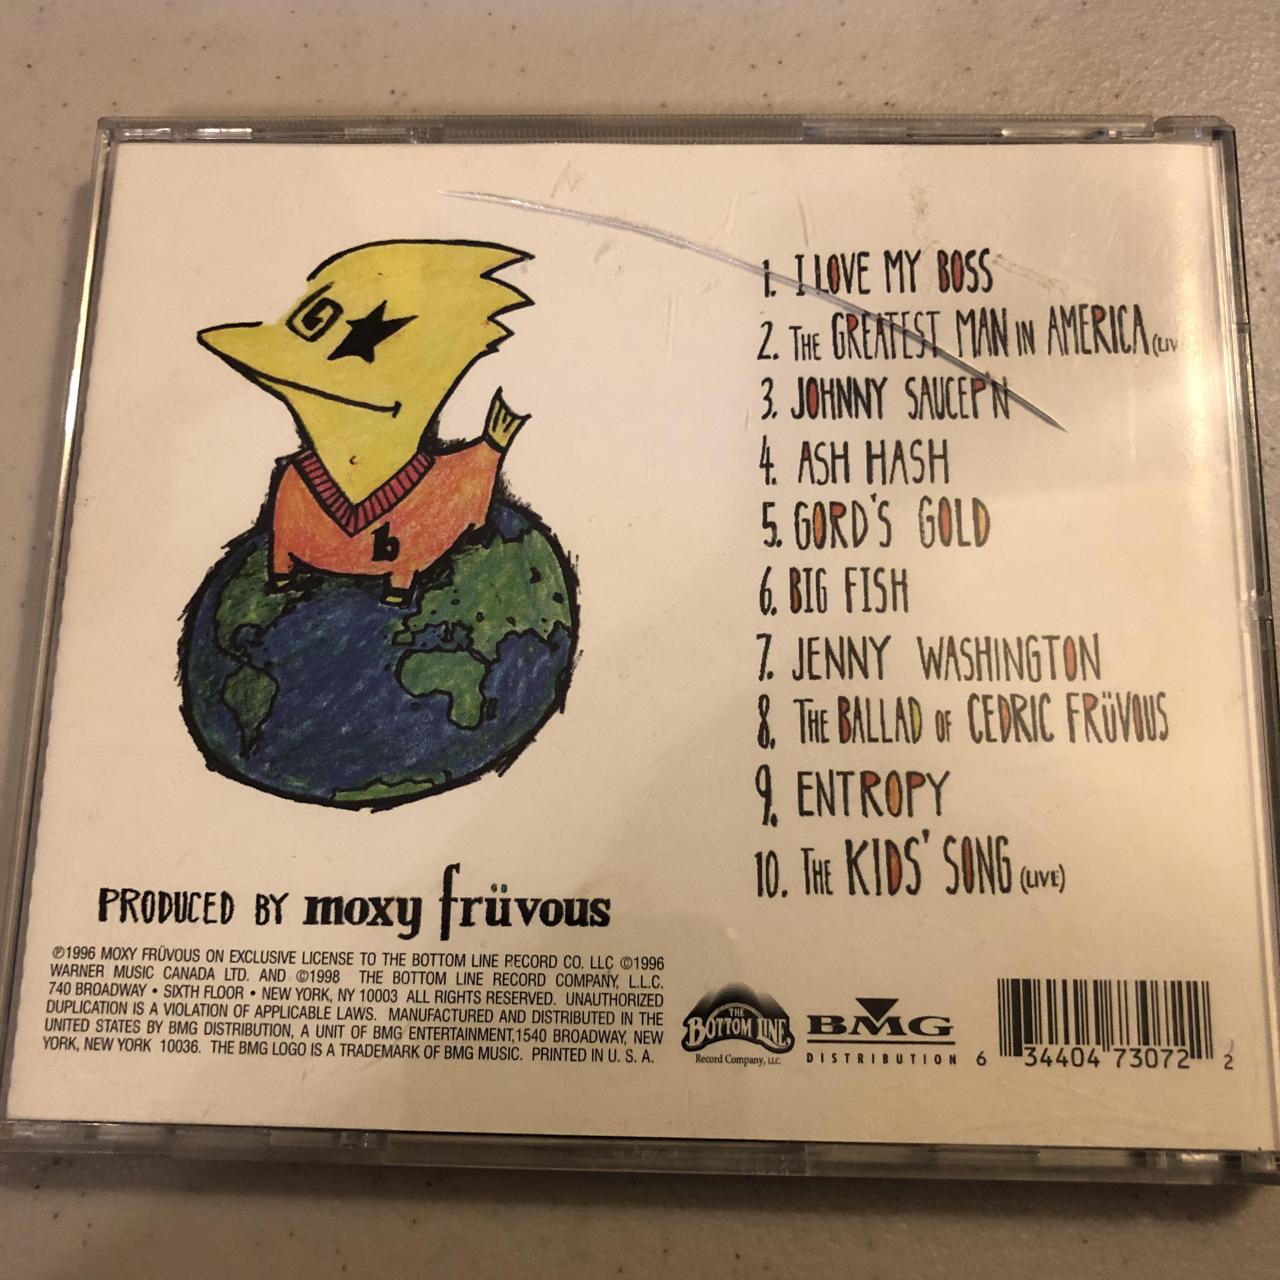 1. I LOVE MY BOSS
2. THE GREATEST MAN IN AMERICA (LIV
3. JOHNNY SAUCEP'N
4. ASH HASH
5. GORD'S GOLD
6. BIG FISH
7. JENNY WASHINGTON
8. THE BALLAD OF CEDRIC FRÜVOUS
9. ENTROPY
10. THE KIDS' SONG (LIVE)
b
PRODUCED BY moxy früvous
℗1996 MOXY FRÜVOUS ON EXCLUSIVE LICENSE TO THE BOTTOM LINE RECORD CO. LLC ©1996
WARNER MUSIC CANADA LTD. AND ©1998 THE BOTTOM LINE RECORD COMPANY, L.L.C.
740 BROADWAY • SIXTH FLOOR • NEW YORK, NY 10003 ALL RIGHTS RESERVED. UNAUTHORIZED
DUPLICATION IS A VIOLATION OF APPLICABLE LAWS. MANUFACTURED AND DISTRIBUTED IN THE
UNITED STATES BY BMG DISTRIBUTION, A UNIT OF BMG ENTERTAINMENT,1540 BROADWAY, NEW
YORK, NEW YORK 10036. THE BMG LOGO IS A TRADEMARK OF BMG MUSIC. PRINTED IN U. S. A.
THE
BOTTOM LINE
Record Company, LLC.
BMG
DISTRIBUTION
6 34404 73072 2